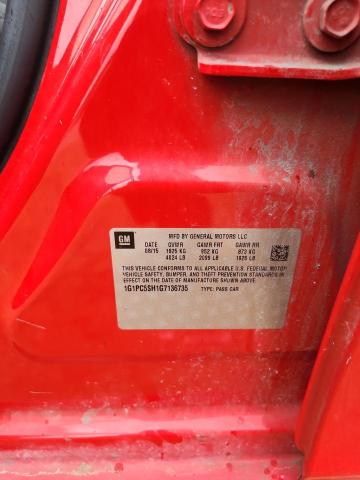 GM
MFD BY GENERAL MOTORS LLC
DATE GVWR GAWR FRT GAWR RR
08/15 1825 KG 952 KG 873 KG
4024 LB 2099 LB 1925 LB
THIS VEHICLE CONFORMS TO ALL APPLICABLE U.S. FEDERAL MOTOR
VEHICLE SAFETY, BUMPER, AND THEFT PREVENTION STANDARDS IN
EFFECT ON THE DATE OF MANUFACTURE SHOWN ABOVE.
1G1PC5SH1G7136735 TYPE: PASS CAR